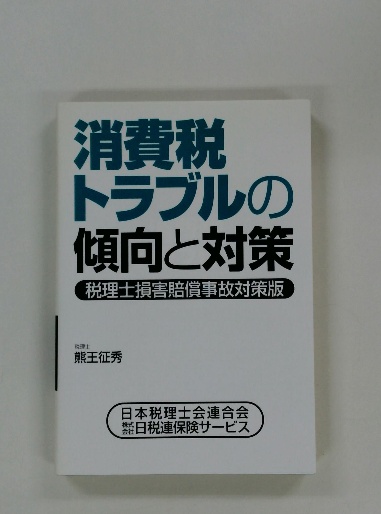 消費税
トラブルの
傾向と対策
税理士損害賠償事故対策版
税理士
熊王征秀
日本税理士会連合会
株式会社日税連保険サービス